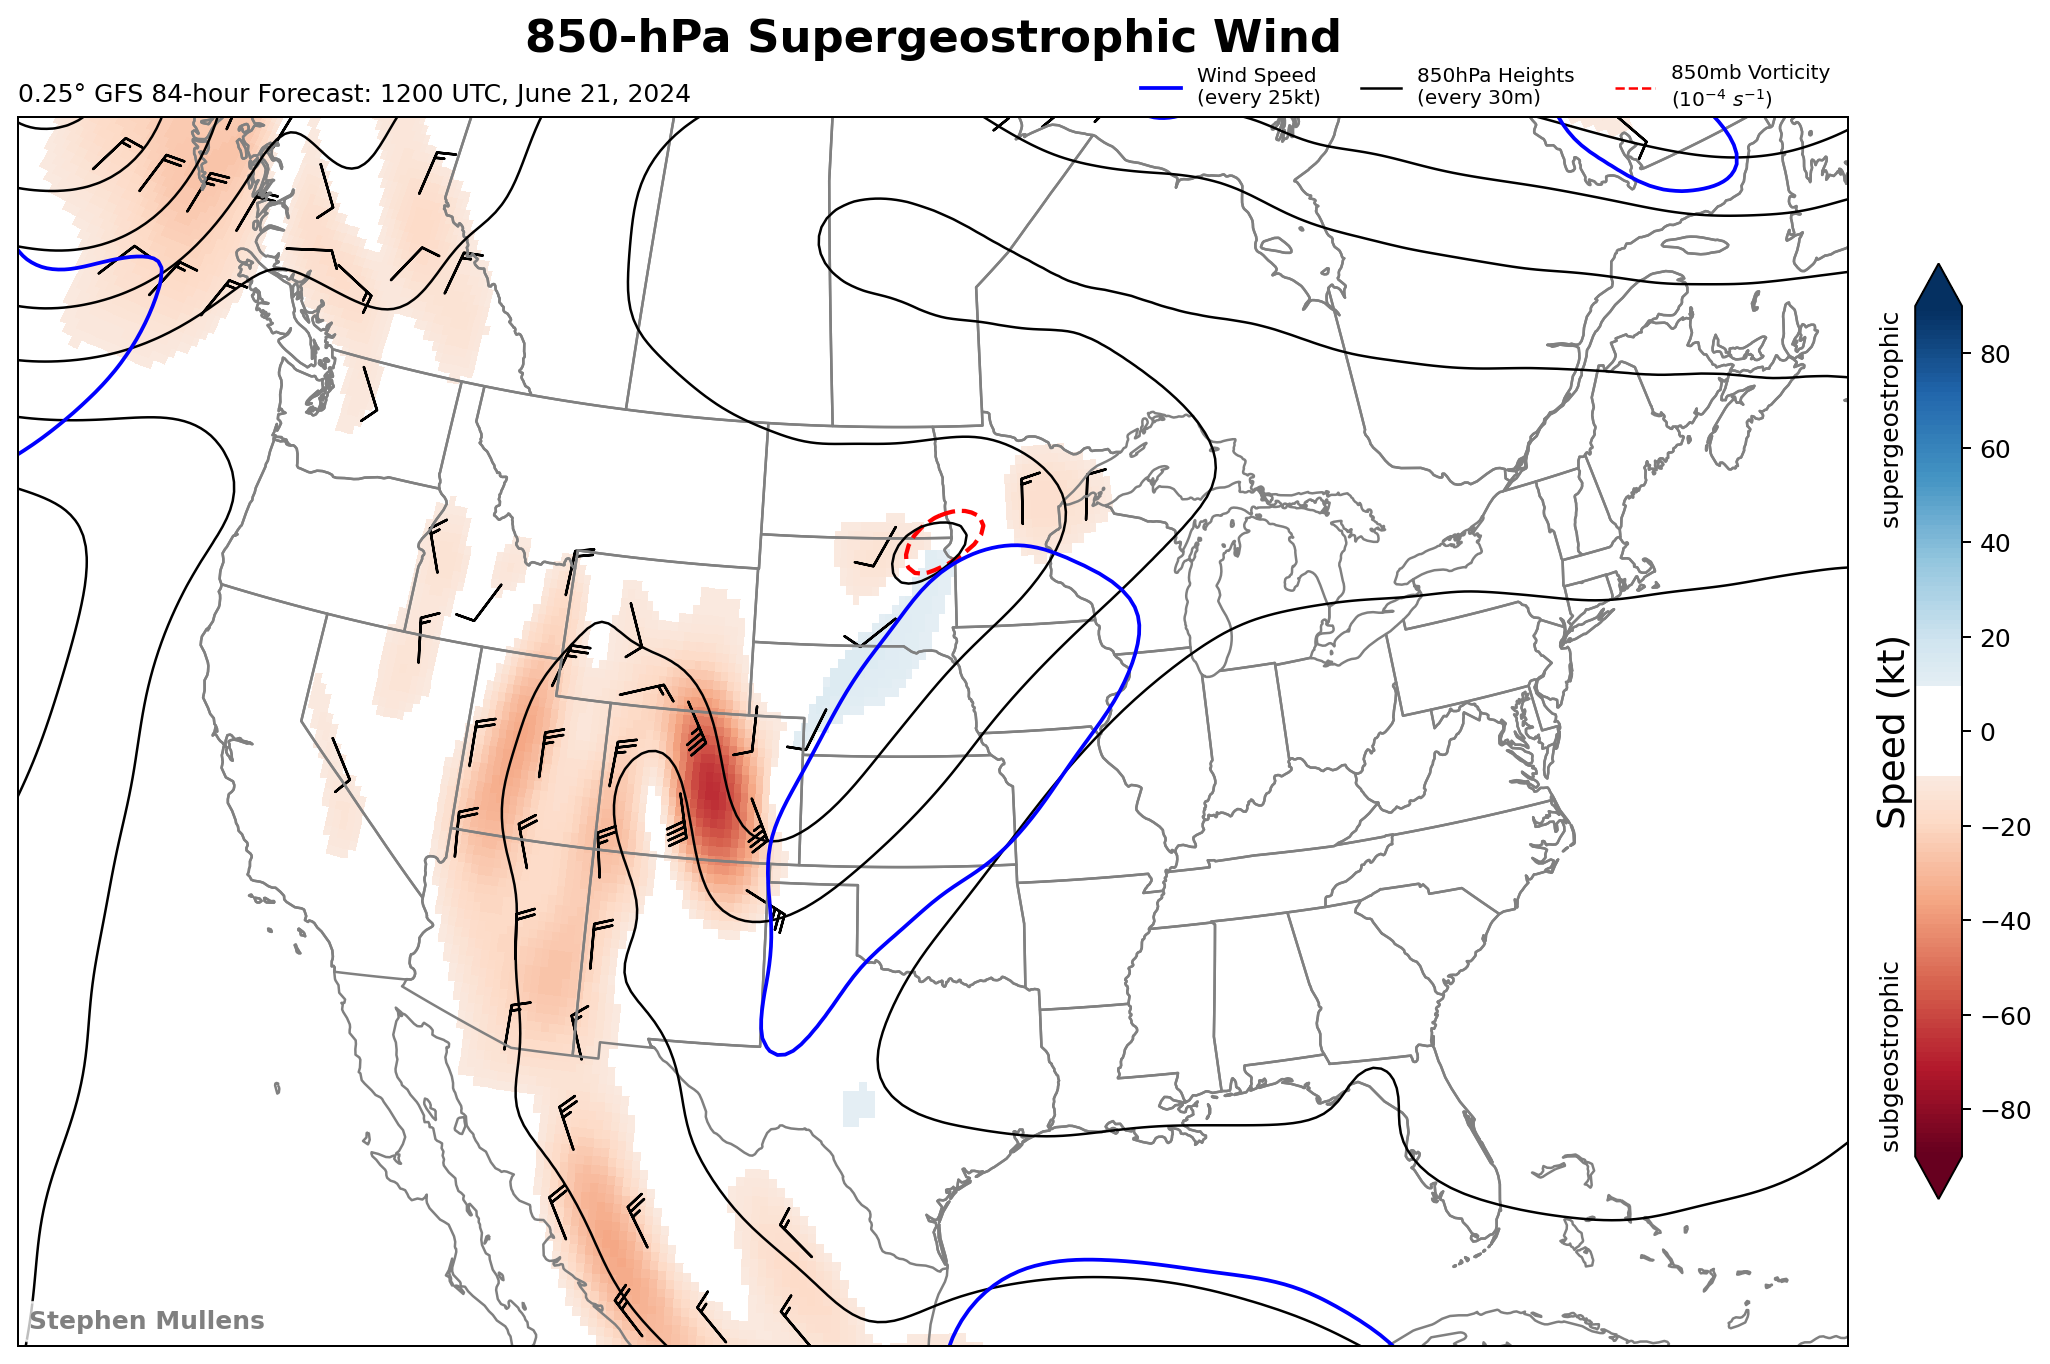 850-hPa Supergeostrophic Wind
0.25° GFS 84-hour Forecast: 1200 UTC, June 21, 2024
Wind Speed
(every 25kt)
850hPa Heights
(every 30m)
850mb Vorticity
(10⁻⁴ s⁻¹)
supergeostrophic
Speed (kt)
subgeostrophic
80
60
40
20
0
−20
−40
−60
−80
Stephen Mullens